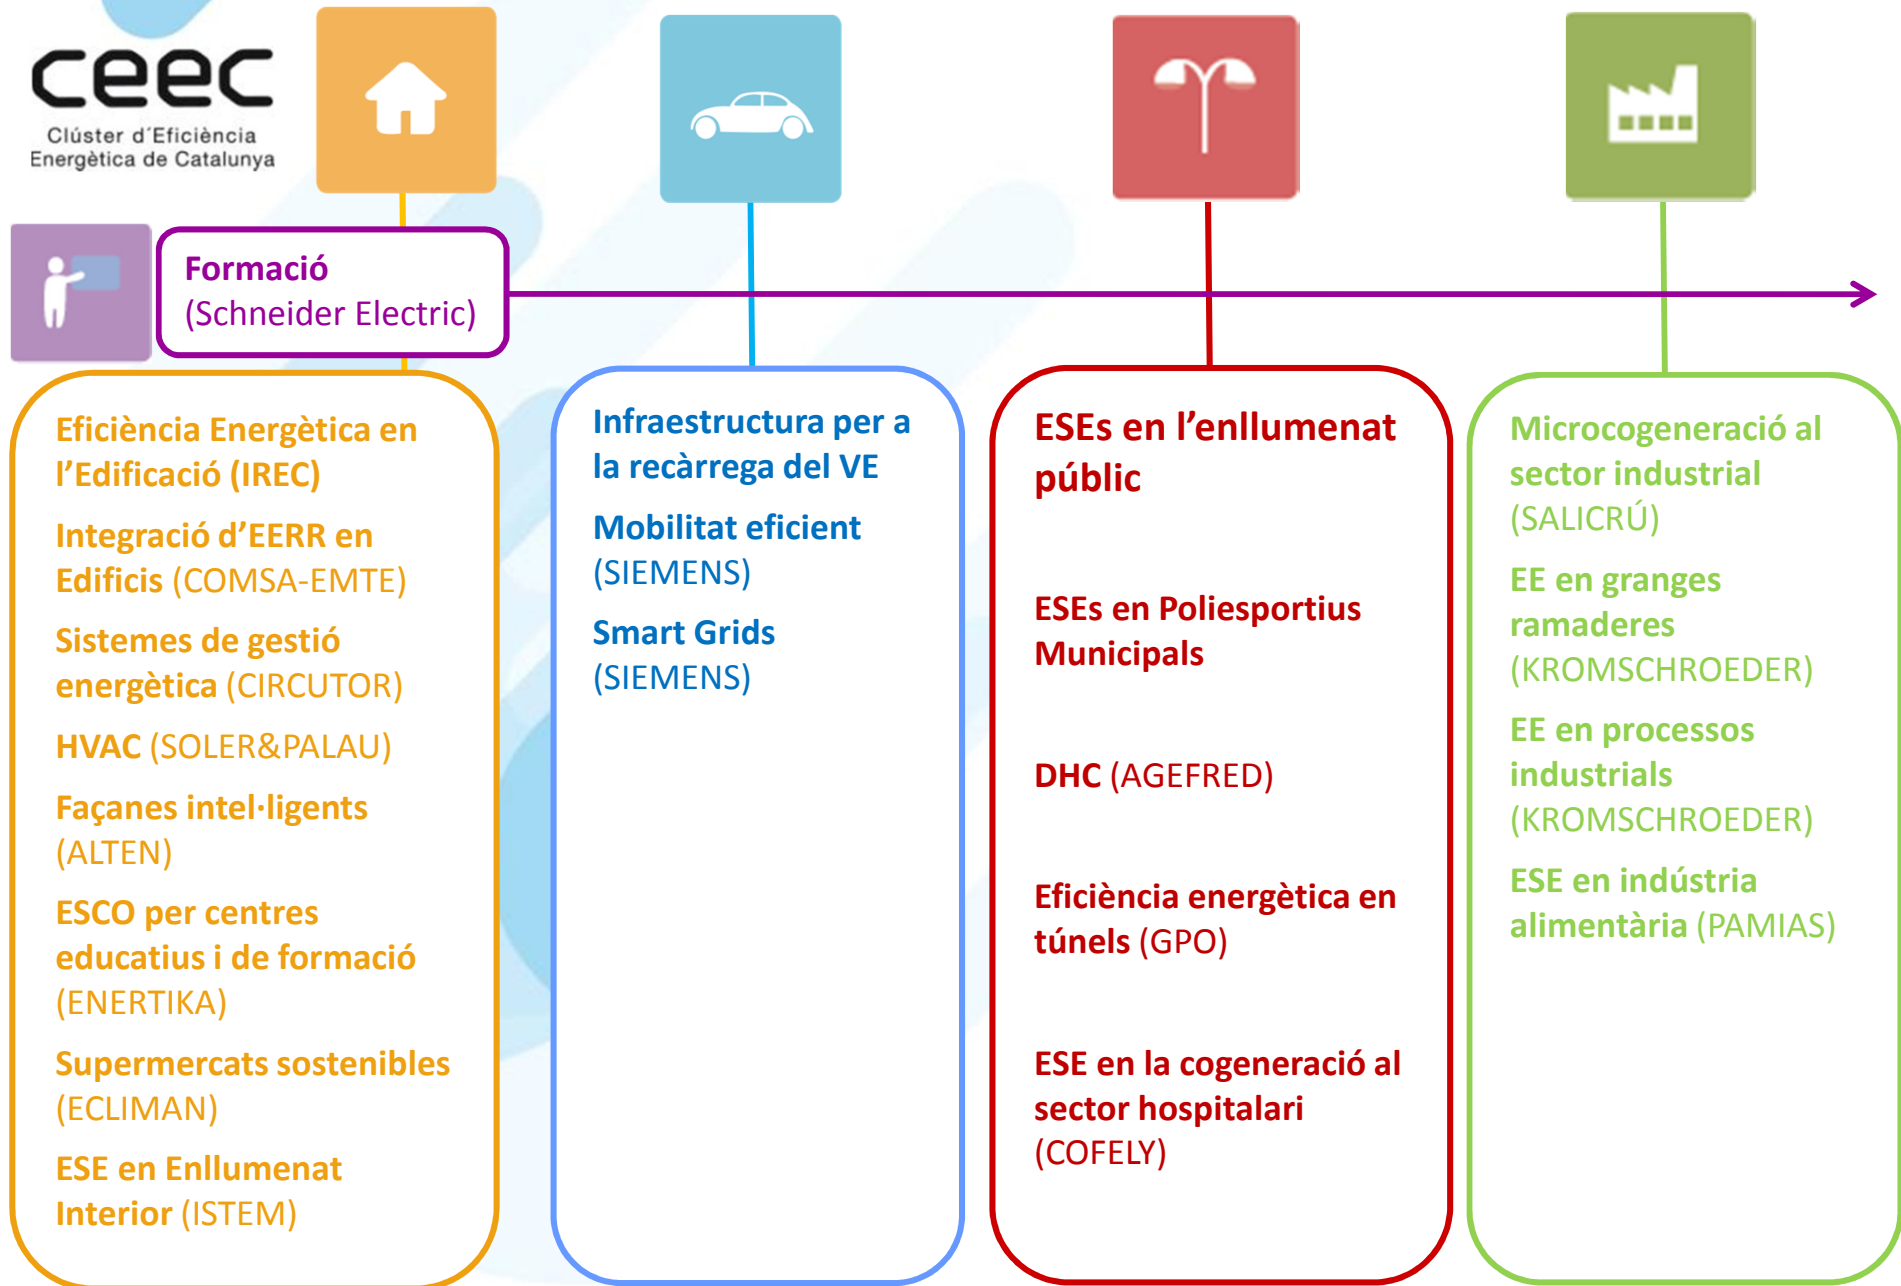 ceec
Clúster d´Eficiència
Energètica de Catalunya
Formació
(Schneider Electric)
Eficiència Energètica en
l’Edificació (IREC)
Integració d’EERR en
Edificis (COMSA-EMTE)
Sistemes de gestió
energètica (CIRCUTOR)
HVAC (SOLER&PALAU)
Façanes intel·ligents
(ALTEN)
ESCO per centres
educatius i de formació
(ENERTIKA)
Supermercats sostenibles
(ECLIMAN)
ESE en Enllumenat
Interior (ISTEM)
Infraestructura per a
la recàrrega del VE
Mobilitat eficient
(SIEMENS)
Smart Grids
(SIEMENS)
ESEs en l’enllumenat
públic
ESEs en Poliesportius
Municipals
DHC (AGEFRED)
Eficiència energètica en
túnels (GPO)
ESE en la cogeneració al
sector hospitalari
(COFELY)
Microcogeneració al
sector industrial
(SALICRÚ)
EE en granges
ramaderes
(KROMSCHROEDER)
EE en processos
industrials
(KROMSCHROEDER)
ESE en indústria
alimentària (PAMIAS)